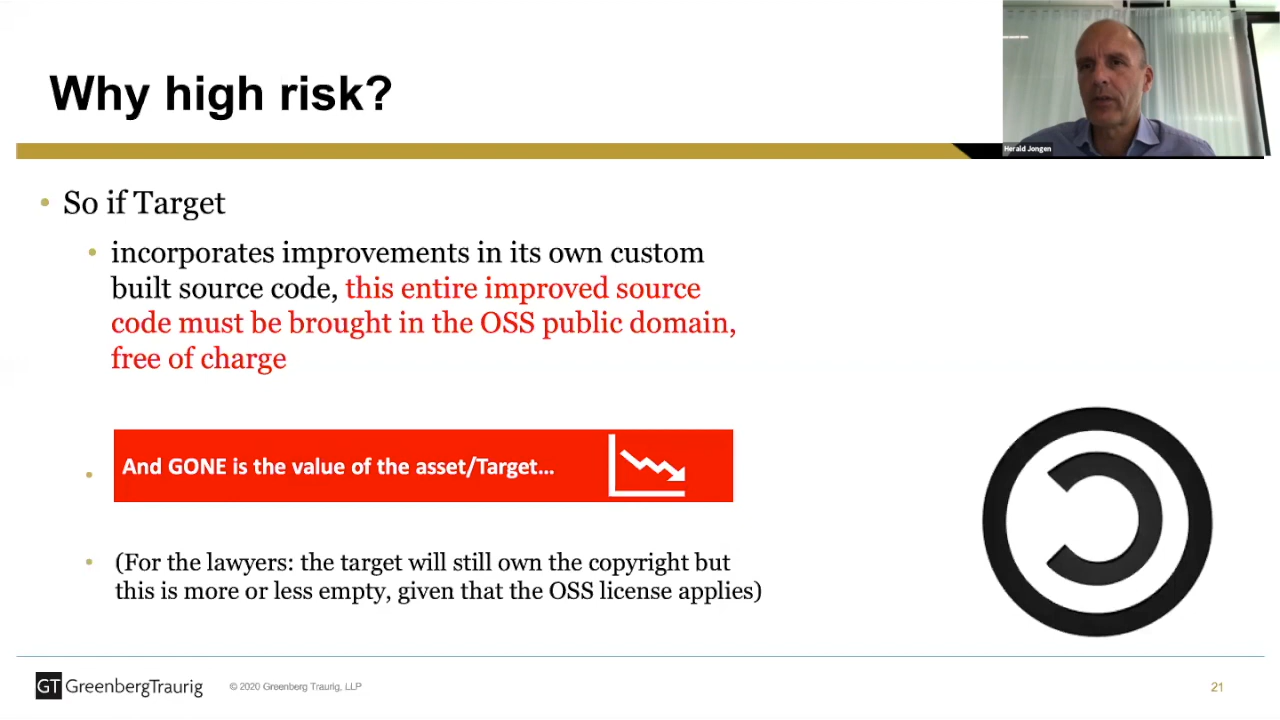 Why high risk?
Herald Jongen
• So if Target
• incorporates improvements in its own custom
built source code, this entire improved source
code must be brought in the OSS public domain,
free of charge
• And GONE is the value of the asset/Target...
• (For the lawyers: the target will still own the copyright but
this is more or less empty, given that the OSS license applies)
GT GreenbergTraurig
© 2020 Greenberg Traurig, LLP
21